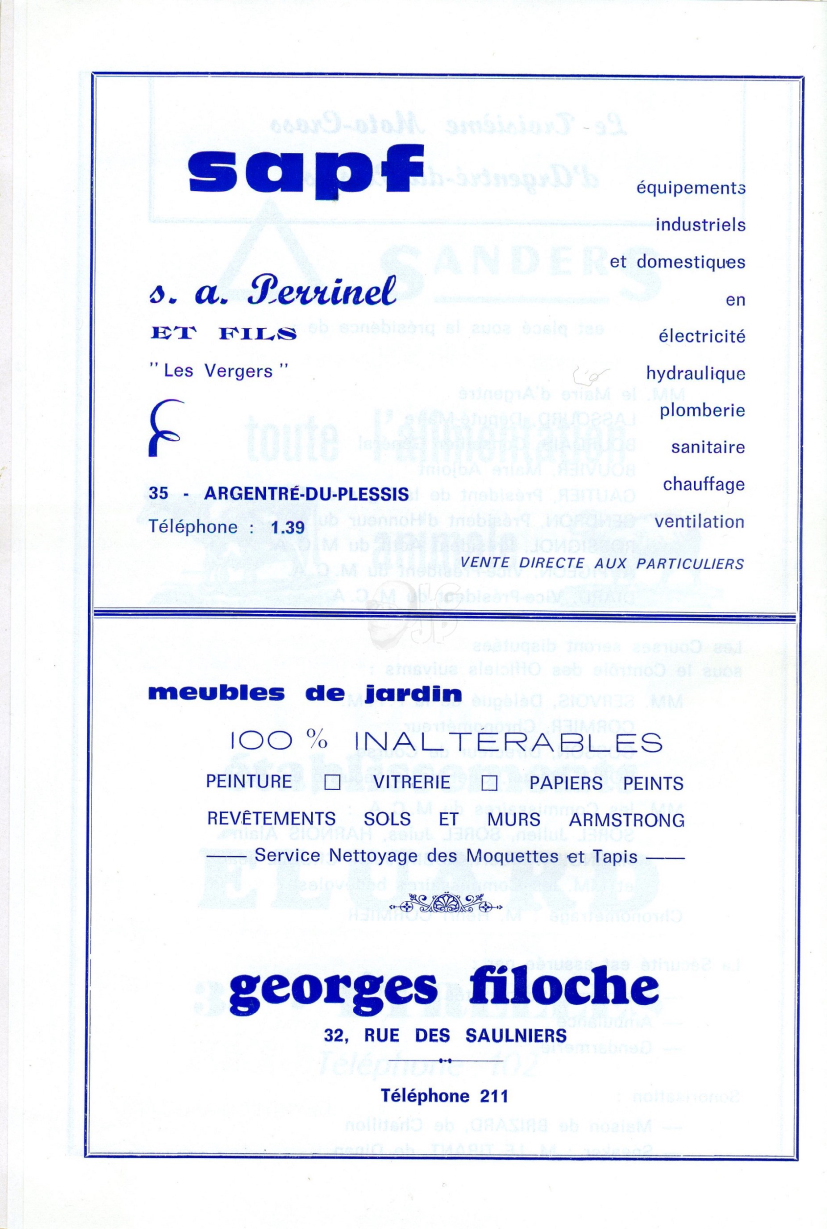 sapf
s. a. Perrinel
ET FILS
"Les Vergers"
35 - ARGENTRÉ-DU-PLESSIS
Téléphone : 1.39
équipements
industriels
et domestiques
en
électricité
hydraulique
plomberie
sanitaire
chauffage
ventilation
VENTE DIRECTE AUX PARTICULIERS
meubles de jardin
100 % INALTÉRABLES
PEINTURE □ VITRERIE □ PAPIERS PEINTS
REVÊTEMENTS SOLS ET MURS ARMSTRONG
—— Service Nettoyage des Moquettes et Tapis ——
georges filoche
32, RUE DES SAULNIERS
Téléphone 211